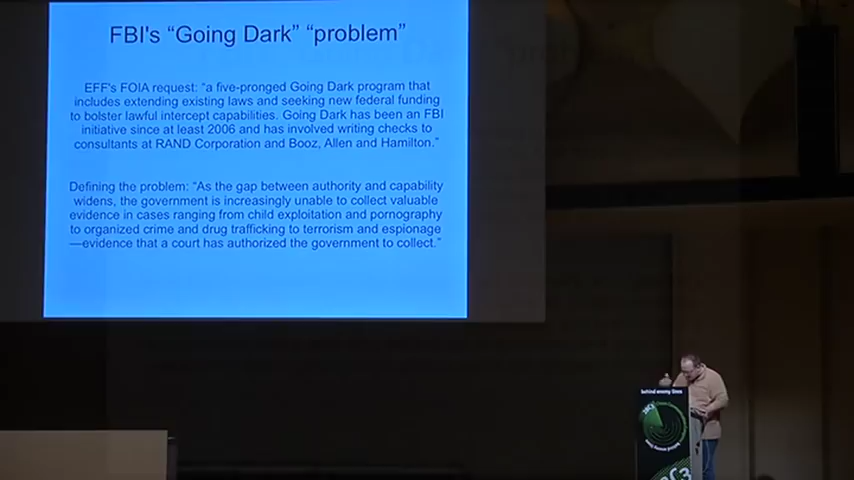 FBI's “Going Dark” “problem”
EFF's FOIA request: “a five-pronged Going Dark program that
includes extending existing laws and seeking new federal funding
to bolster lawful intercept capabilities. Going Dark has been an FBI
initiative since at least 2006 and has involved writing checks to
consultants at RAND Corporation and Booz, Allen and Hamilton.”
Defining the problem: “As the gap between authority and capability
widens, the government is increasingly unable to collect valuable
evidence in cases ranging from child exploitation and pornography
to organized crime and drug trafficking to terrorism and espionage
—evidence that a court has authorized the government to collect.”
behind enemy lines